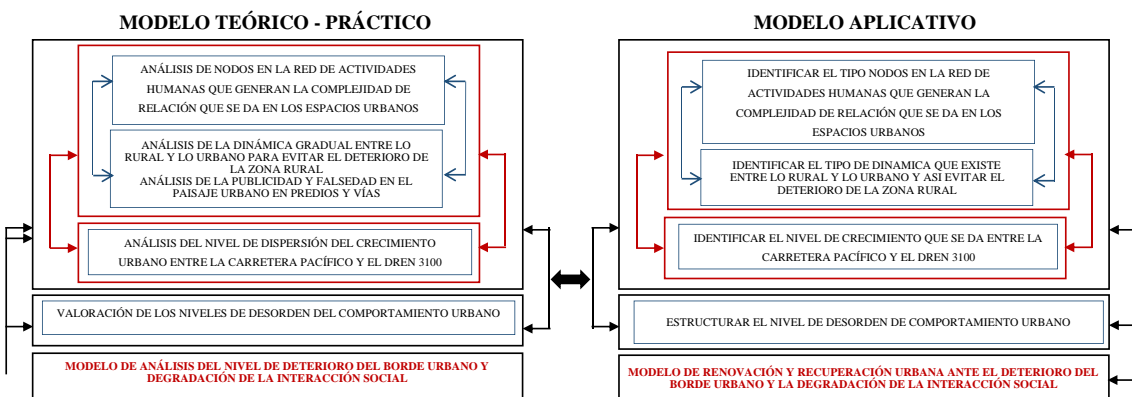 MODELO TEÓRICO - PRÁCTICO
ANÁLISIS DE NODOS EN LA RED DE ACTIVIDADES
HUMANAS QUE GENERAN LA COMPLEJIDAD DE
RELACIÓN QUE SE DA EN LOS ESPACIOS URBANOS
ANÁLISIS DE LA DINÁMICA GRADUAL ENTRE LO
RURAL Y LO URBANO PARA EVITAR EL DETERIORO DE
LA ZONA RURAL
ANÁLISIS DE LA PUBLICIDAD Y FALSEDAD EN EL
PAISAJE URBANO EN PREDIOS Y VÍAS
ANÁLISIS DEL NIVEL DE DISPERSIÓN DEL CRECIMIENTO
URBANO ENTRE LA CARRETERA PACÍFICO Y EL DREN 3100
VALORACIÓN DE LOS NIVELES DE DESORDEN DEL COMPORTAMIENTO URBANO
MODELO DE ANÁLISIS DEL NIVEL DE DETERIORO DEL BORDE URBANO Y
DEGRADACIÓN DE LA INTERACCIÓN SOCIAL
MODELO APLICATIVO
IDENTIFICAR EL TIPO NODOS EN LA RED DE
ACTIVIDADES HUMANAS QUE GENERAN LA
COMPLEJIDAD DE RELACIÓN QUE SE DA EN LOS
ESPACIOS URBANOS
IDENTIFICAR EL TIPO DE DINAMICA QUE EXISTE
ENTRE LO RURAL Y LO URBANO Y ASÍ EVITAR EL
DETERIORO DE LA ZONA RURAL
IDENTIFICAR EL NIVEL DE CRECIMIENTO QUE SE DA ENTRE LA
CARRETERA PACÍFICO Y EL DREN 3100
ESTRUCTURAR EL NIVEL DE DESORDEN DE COMPORTAMIENTO URBANO
MODELO DE RENOVACIÓN Y RECUPERACIÓN URBANA ANTE EL DETERIORO DEL
BORDE URBANO Y LA DEGRADACIÓN DE LA INTERACCIÓN SOCIAL